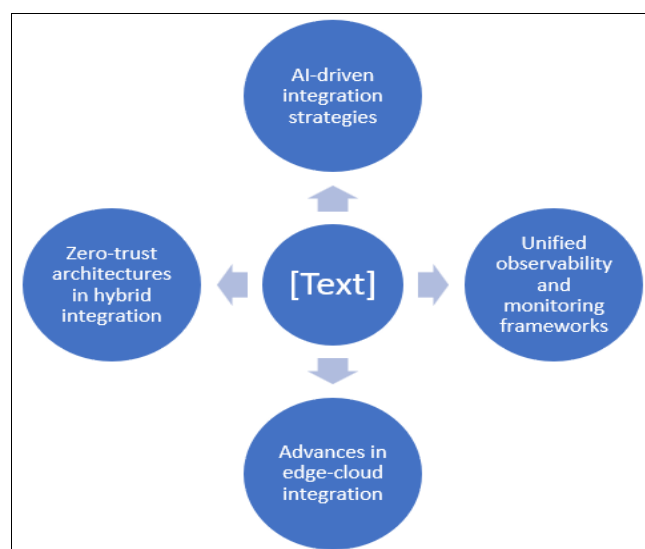 AI-driven
integration
strategies
Zero-trust
architectures
in hybrid
integration
[Text]
Unified
observability
and
monitoring
frameworks
Advances in
edge-cloud
integration